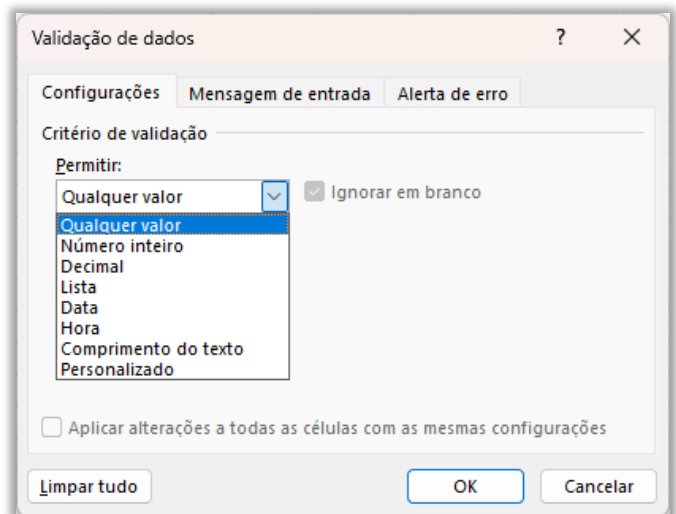 Validação de dados
?
Configurações
Mensagem de entrada
Alerta de erro
Critério de validação
Permitir:
Qualquer valor
Ignorar em branco
Qualquer valor
Número inteiro
Decimal
Lista
Data
Hora
Comprimento do texto
Personalizado
Aplicar alterações a todas as células com as mesmas configurações
Limpar tudo
OK
Cancelar